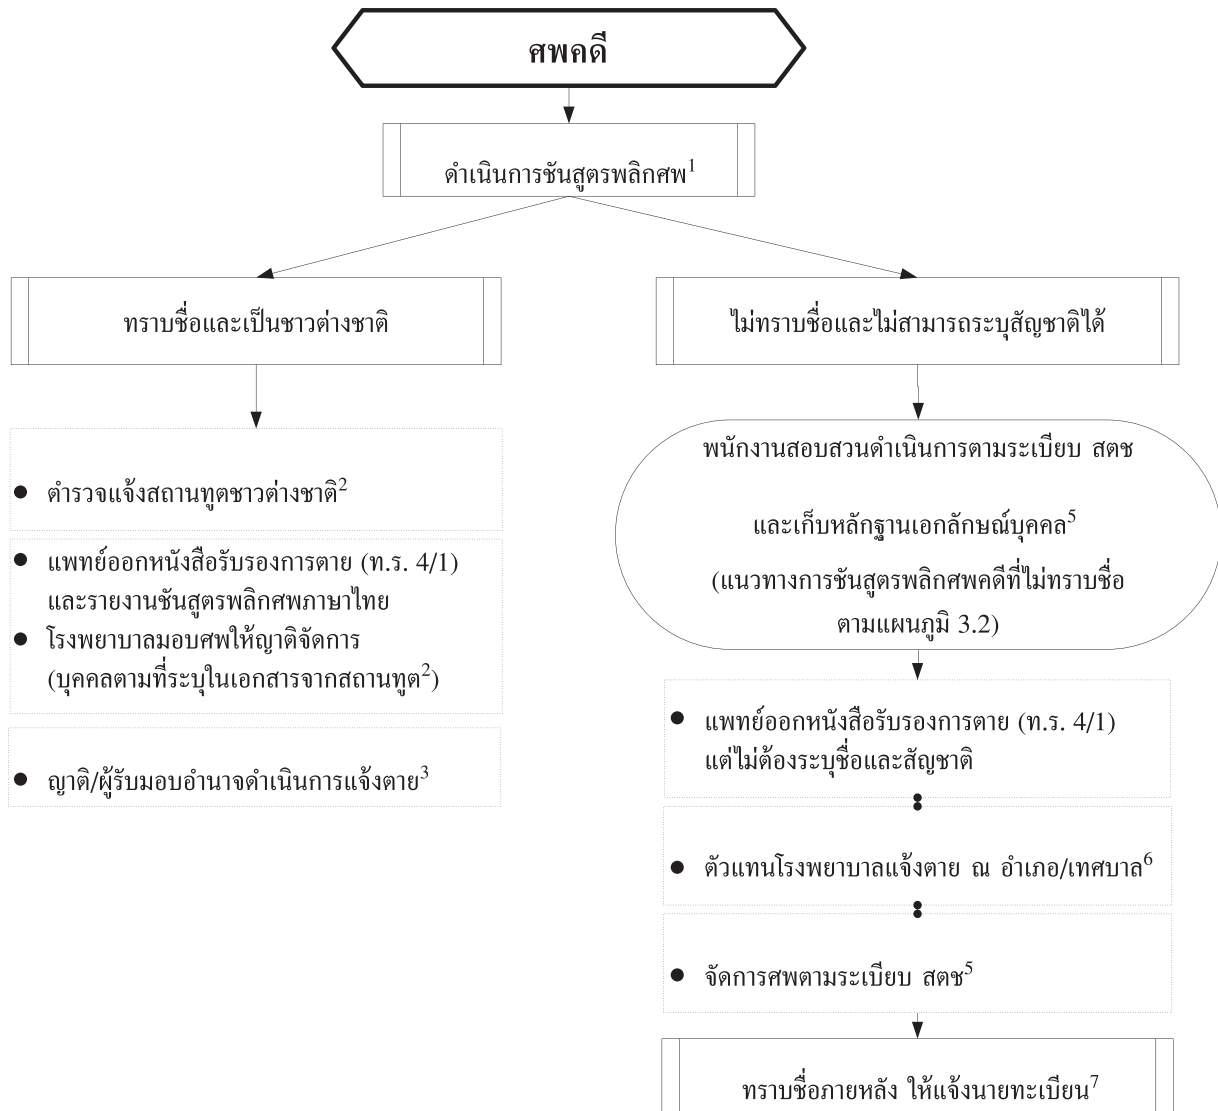 ศพคดี
ดำเนินการชันสูตรพลิกศพ1
ทราบชื่อและเป็นชาวต่างชาติ
● ตำรวจแจ้งสถานทูตชาวต่างชาติ2
● แพทย์ออกหนังสือรับรองการตาย (ท.ร. 4/1)
และรายงานชันสูตรพลิกศพภาษาไทย
● โรงพยาบาลมอบศพให้ญาติจัดการ
(บุคคลตามที่ระบุในเอกสารจากสถานทูต2)
● ญาติ/ผู้รับมอบอำนาจดำเนินการแจ้งตาย3
ไม่ทราบชื่อและไม่สามารถระบุสัญชาติได้
พนักงานสอบสวนดำเนินการตามระเบียบ สตช
และเก็บหลักฐานเอกลักษณ์บุคคล5
(แนวทางการชันสูตรพลิกศพคดีที่ไม่ทราบชื่อ
ตามแผนภูมิ 3.2)
● แพทย์ออกหนังสือรับรองการตาย (ท.ร. 4/1)
แต่ไม่ต้องระบุชื่อและสัญชาติ
● ตัวแทนโรงพยาบาลแจ้งตาย ณ อำเภอ/เทศบาล6
● จัดการศพตามระเบียบ สตช5
ทราบชื่อภายหลัง ให้แจ้งนายทะเบียน7